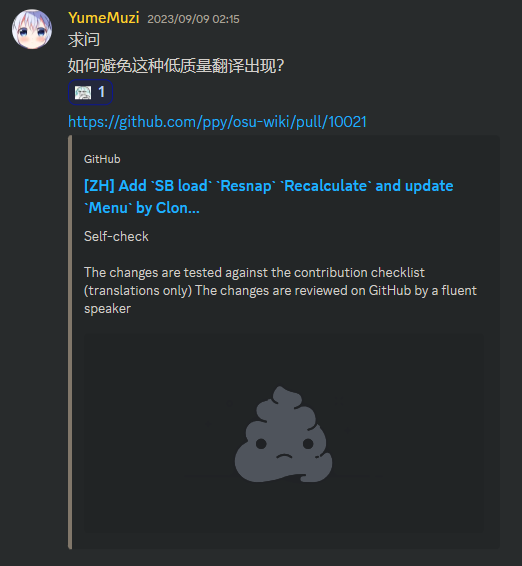 YumeMuzi 2023/09/09 02:15
求问
如何避免这种低质量翻译出现?
1
https://github.com/ppy/osu-wiki/pull/10021
GitHub
[ZH] Add `SB load` `Resnap` `Recalculate` and update
`Menu` by Clon...
Self-check
The changes are tested against the contribution checklist
(translations only) The changes are reviewed on GitHub by a fluent
speaker